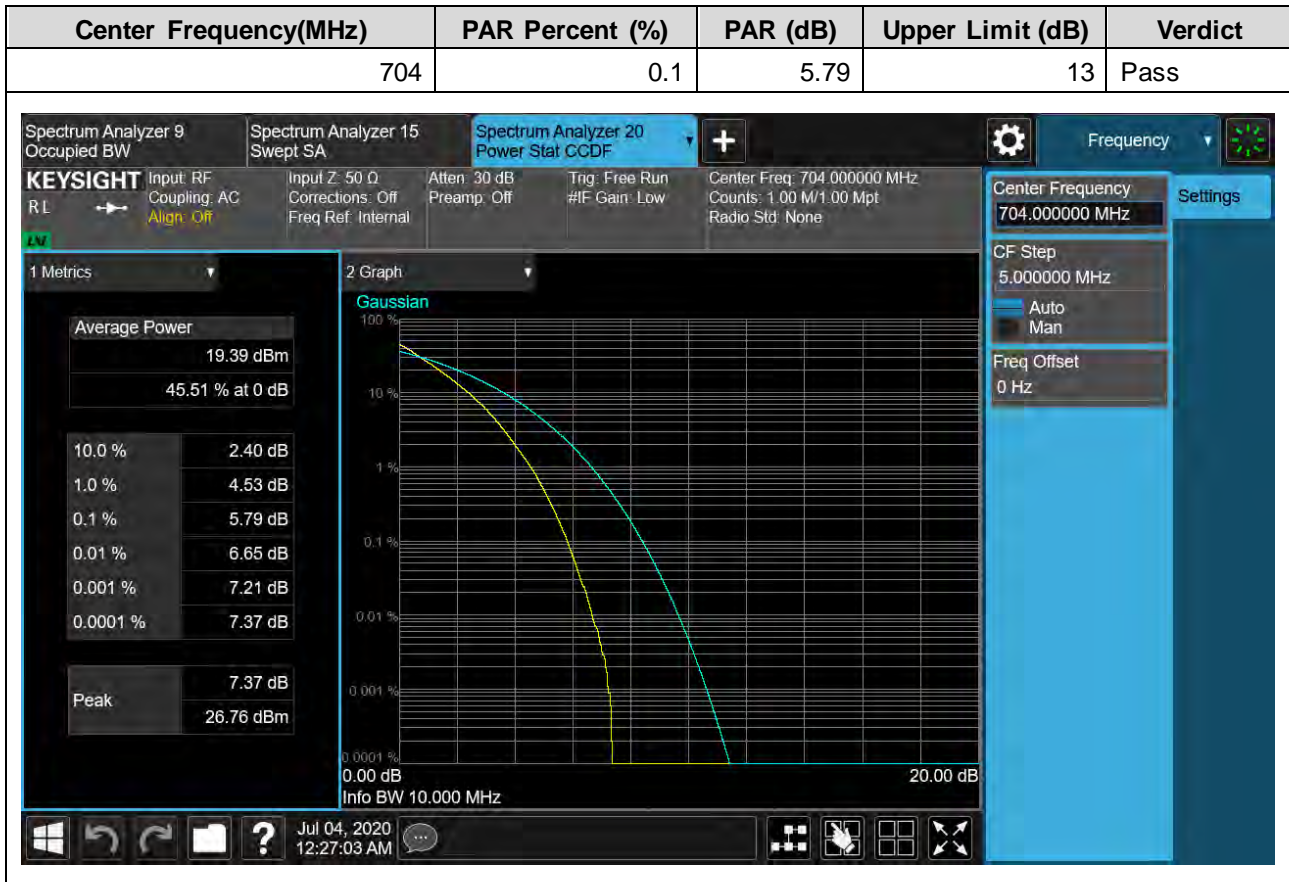 Center Frequency(MHz) PAR Percent (%) PAR (dB) Upper Limit (dB) Verdict
704 0.1 5.79 13 Pass
Spectrum Analyzer 9
Occupied BW
Spectrum Analyzer 15
Swept SA
Spectrum Analyzer 20
Power Stat CCDF
+
Frequency
KEYSIGHT
RL
LXI
Input: RF
Coupling: AC
Align: Off
Input Z: 50 Ω
Corrections: Off
Freq Ref: Internal
Atten: 30 dB
Preamp: Off
Trig: Free Run
#IF Gain: Low
Center Freq: 704.000000 MHz
Counts: 1.00 M/1.00 Mpt
Radio Std: None
Center Frequency
704.000000 MHz
Settings
CF Step
5.000000 MHz
Auto
Man
Freq Offset
0 Hz
1 Metrics
Average Power
19.39 dBm
45.51 % at 0 dB
10.0 % 2.40 dB
1.0 % 4.53 dB
0.1 % 5.79 dB
0.01 % 6.65 dB
0.001 % 7.21 dB
0.0001 % 7.37 dB
Peak
7.37 dB
26.76 dBm
2 Graph
Gaussian
100 %
10 %
1 %
0.1 %
0.01 %
0.001 %
0.0001 %
0.00 dB 20.00 dB
Info BW 10.000 MHz
?
Jul 04, 2020
12:27:03 AM